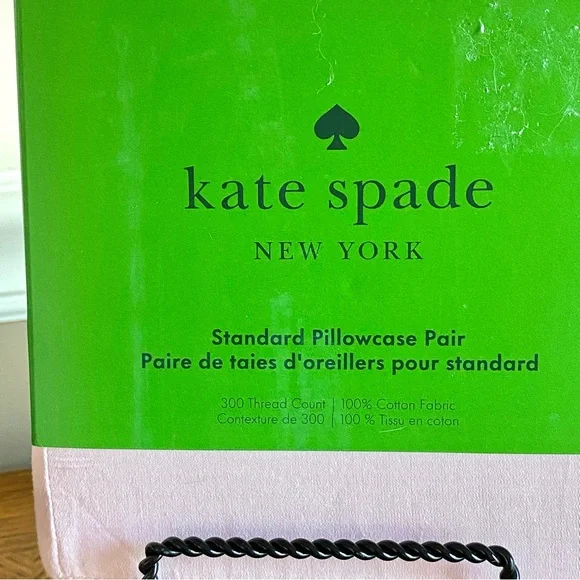 kate spade
NEW YORK
Standard Pillowcase Pair
Paire de taies d'oreillers pour standard
300 Thread Count | 100% Cotton Fabric
Contexture de 300 | 100 % Tissu en coton